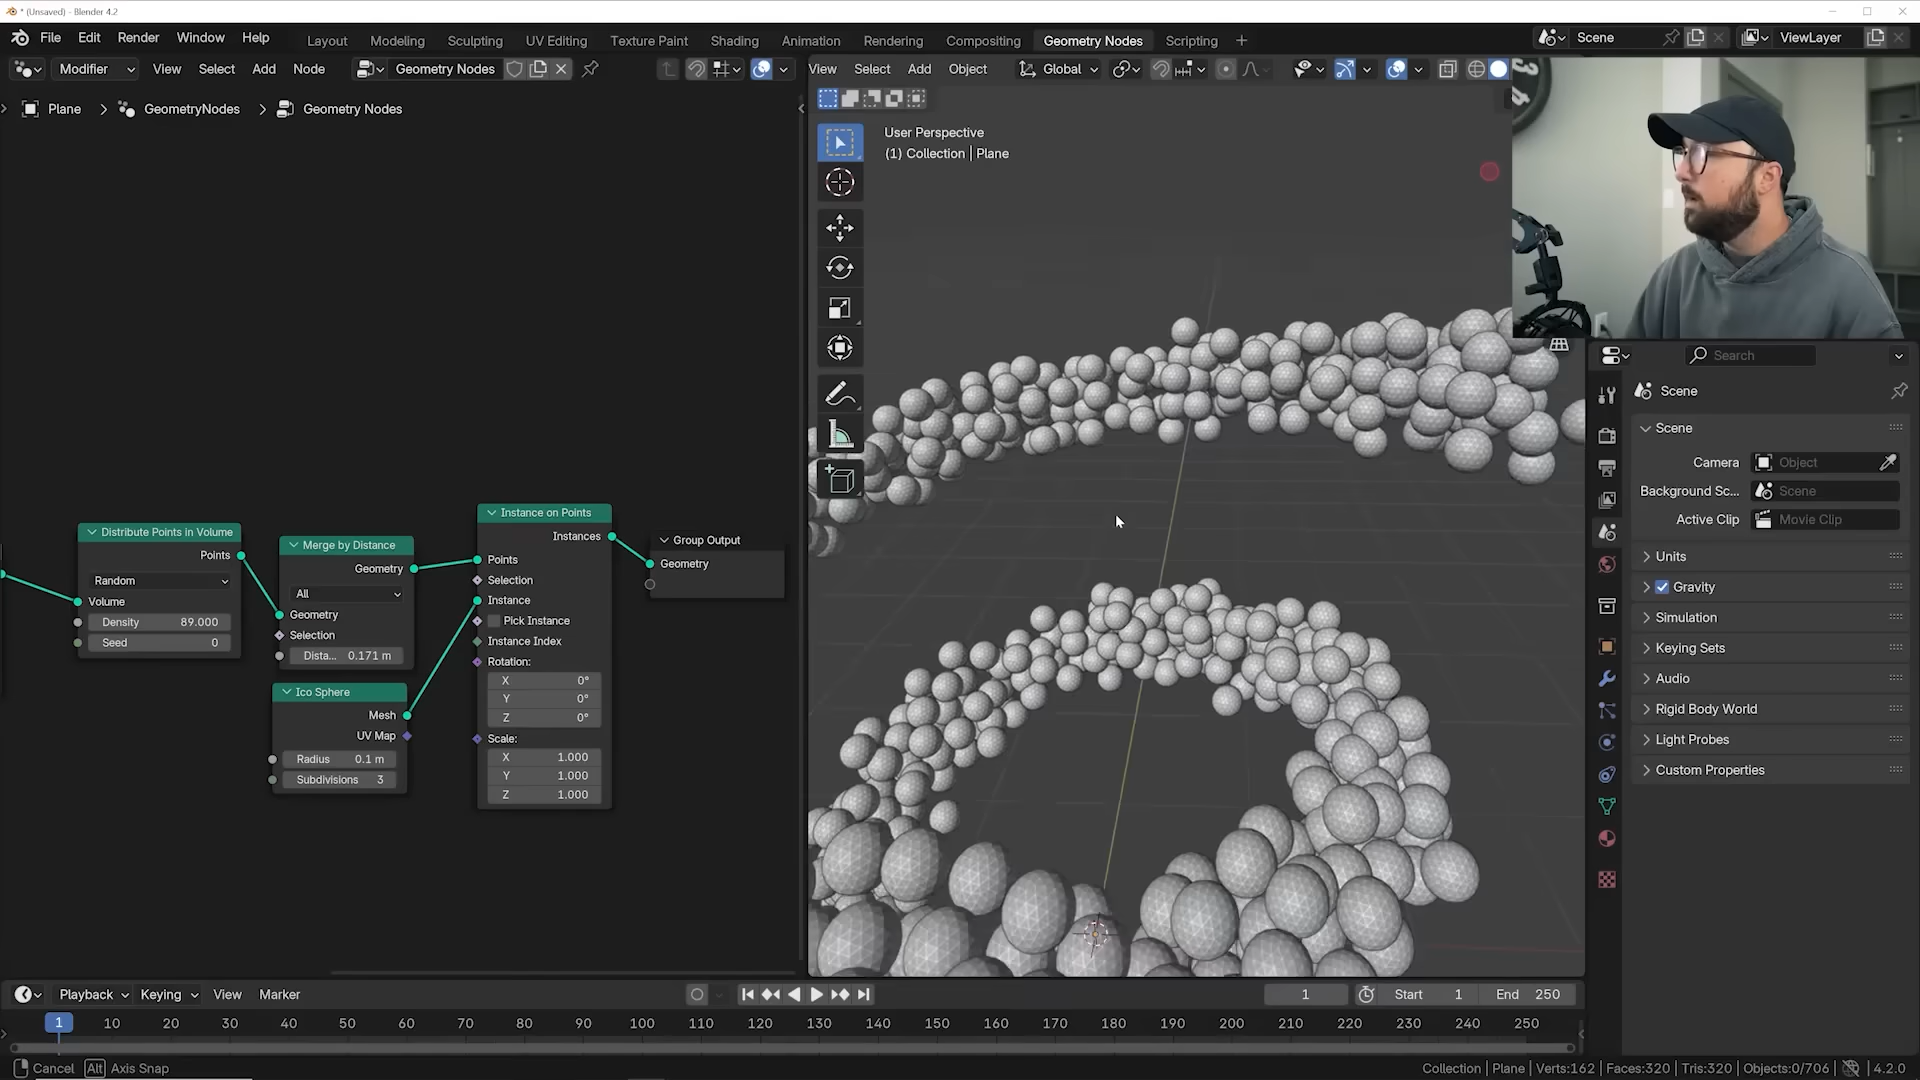 * (Unsaved) - Blender 4.2
File Edit Render Window Help
Layout Modeling Sculpting UV Editing Texture Paint Shading Animation Rendering Compositing Geometry Nodes Scripting +
Scene
ViewLayer
Modifier View Select Add Node Geometry Nodes
View Select Add Object Global
Plane > GeometryNodes > Geometry Nodes
User Perspective
(1) Collection | Plane
Distribute Points in Volume
Points
Random
Volume
Density 89.000
Seed 0
Merge by Distance
Geometry
All
Geometry
Selection
Dista... 0.171 m
Ico Sphere
Mesh
UV Map
Radius 0.1 m
Subdivisions 3
Instance on Points
Instances
Points
Selection
Instance
Pick Instance
Instance Index
Rotation:
X 0°
Y 0°
Z 0°
Scale:
X 1.000
Y 1.000
Z 1.000
Group Output
Geometry
Search
Scene
Scene
Camera Object
Background Sc... Scene
Active Clip Movie Clip
Units
Gravity
Simulation
Keying Sets
Audio
Rigid Body World
Light Probes
Custom Properties
Playback Keying View Marker
1 Start 1 End 250
1 10 20 30 40 50 60 70 80 90 100 110 120 130 140 150 160 170 180 190 200 210 220 230 240 250
Cancel Alt Axis Snap
Collection | Plane | Verts:162 | Faces:320 | Tris:320 | Objects:0/706 | 4.2.0